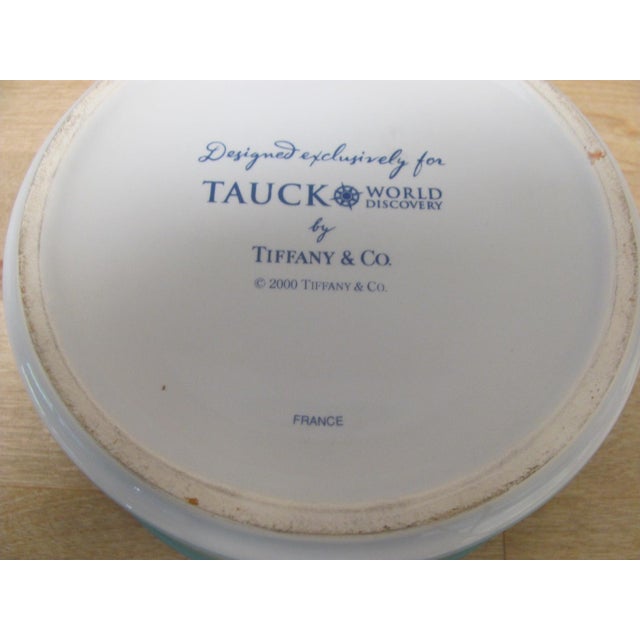 Designed exclusively for
TAUCK WORLD DISCOVERY
by
TIFFANY & CO.
© 2000 TIFFANY & CO.
FRANCE